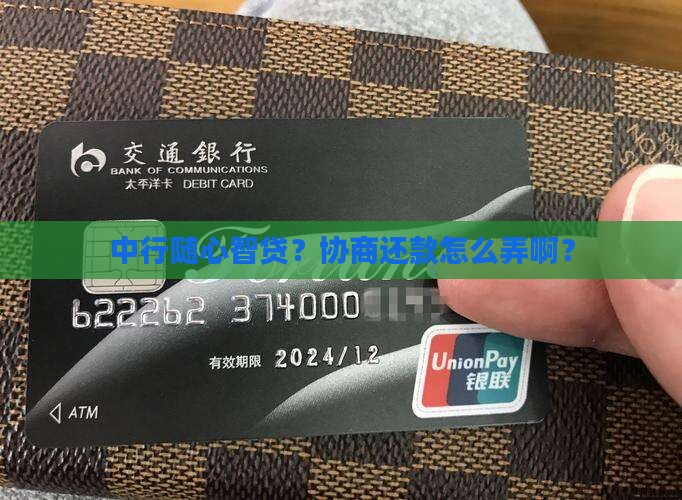 交通銀行
BANK OF COMMUNICATIONS
太平洋卡 DEBIT CARD
中行随心智贷？协商还款怎么弄啊？
622262 374000
有效期限 2024/12
UnionPay
银联
ATM